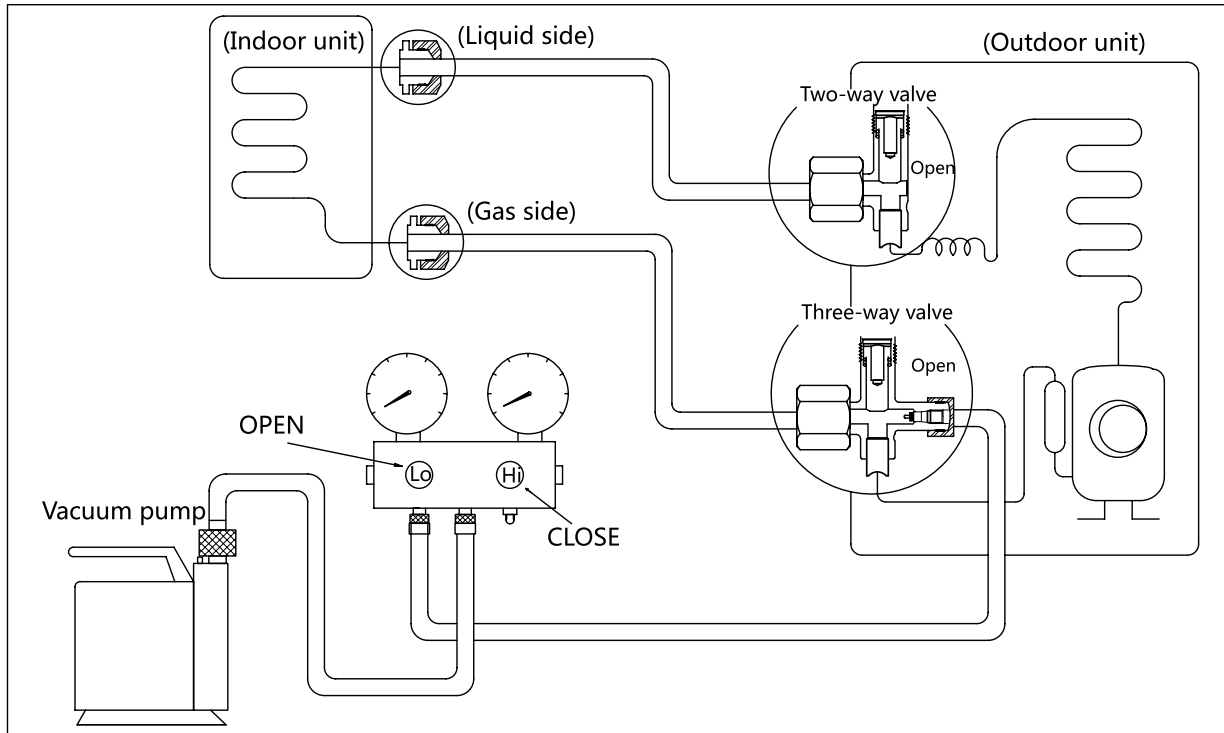 (Indoor unit)
(Liquid side)
(Outdoor unit)
Two-way valve
Open
(Gas side)
Three-way valve
Open
OPEN
Lo
Hi
Vacuum pump
CLOSE